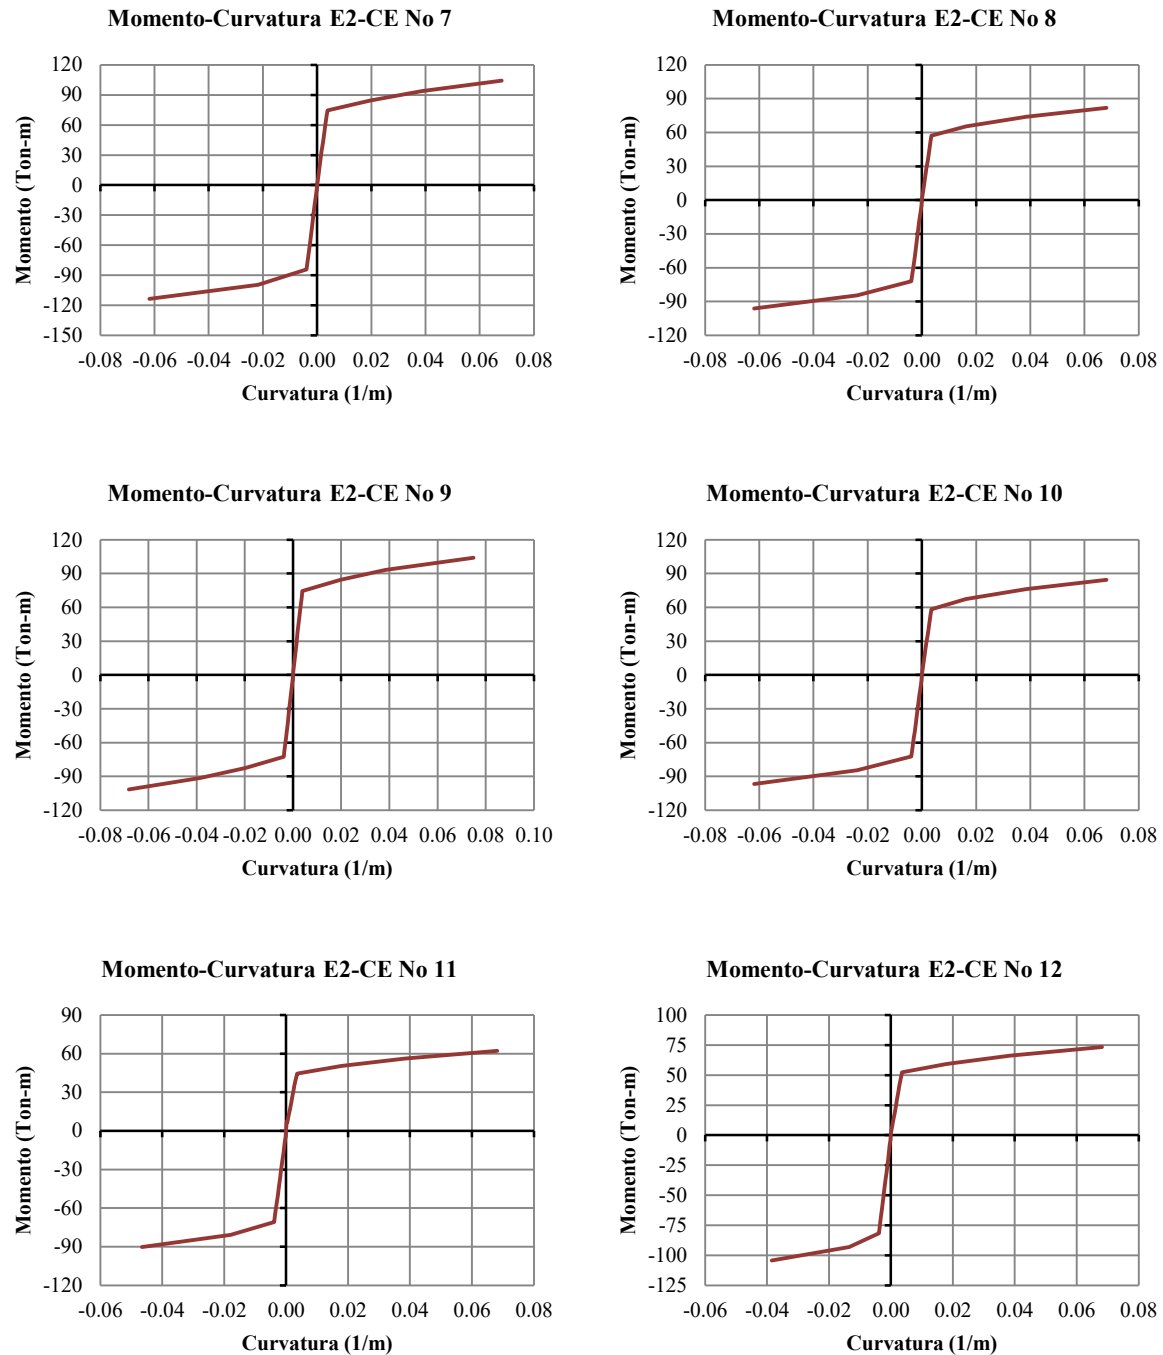 Momento-Curvatura E2-CE No 7
Momento (Ton-m)
120
90
60
30
0
-30
-60
-90
-120
-150
-0.08 -0.06 -0.04 -0.02 0.00 0.02 0.04 0.06 0.08
Curvatura (1/m)
Momento-Curvatura E2-CE No 8
Momento (Ton-m)
120
90
60
30
0
-30
-60
-90
-120
-0.08 -0.06 -0.04 -0.02 0.00 0.02 0.04 0.06 0.08
Curvatura (1/m)
Momento-Curvatura E2-CE No 9
Momento (Ton-m)
120
90
60
30
0
-30
-60
-90
-120
-0.08 -0.06 -0.04 -0.02 0.00 0.02 0.04 0.06 0.08 0.10
Curvatura (1/m)
Momento-Curvatura E2-CE No 10
Momento (Ton-m)
120
90
60
30
0
-30
-60
-90
-120
-0.08 -0.06 -0.04 -0.02 0.00 0.02 0.04 0.06 0.08
Curvatura (1/m)
Momento-Curvatura E2-CE No 11
Momento (Ton-m)
90
60
30
0
-30
-60
-90
-120
-0.06 -0.04 -0.02 0.00 0.02 0.04 0.06 0.08
Curvatura (1/m)
Momento-Curvatura E2-CE No 12
Momento (Ton-m)
100
75
50
25
0
-25
-50
-75
-100
-125
-0.06 -0.04 -0.02 0.00 0.02 0.04 0.06 0.08
Curvatura (1/m)